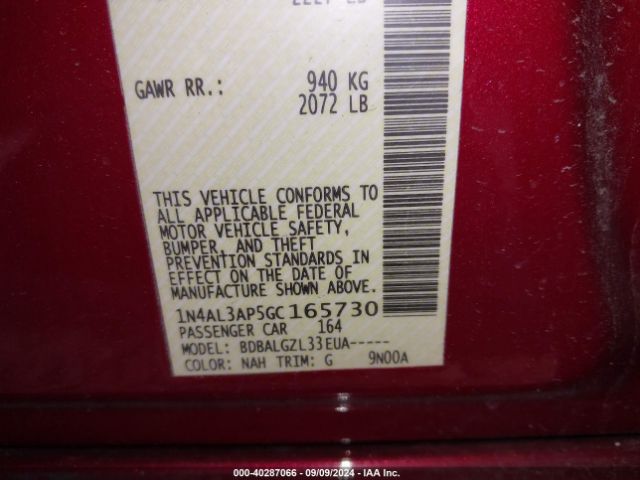 GAWR RR.: 940 KG
2072 LB
THIS VEHICLE CONFORMS TO
ALL APPLICABLE FEDERAL
MOTOR VEHICLE SAFETY,
BUMPER, AND THEFT
PREVENTION STANDARDS IN
EFFECT ON THE DATE OF
MANUFACTURE SHOWN ABOVE.
1N4AL3AP5GC165730
PASSENGER CAR 164
MODEL: BDBALGZL33EUA-----
COLOR: NAH TRIM: G 9N00A
000-40287066 - 09/09/2024 - IAA Inc.